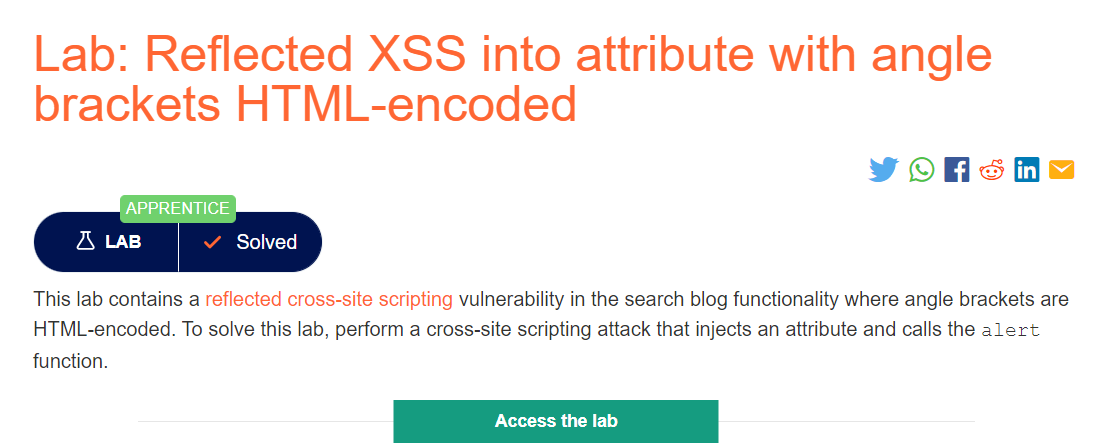 Lab: Reflected XSS into attribute with angle
brackets HTML-encoded
APPRENTICE
LAB
Solved
This lab contains a reflected cross-site scripting vulnerability in the search blog functionality where angle brackets are
HTML-encoded. To solve this lab, perform a cross-site scripting attack that injects an attribute and calls the alert
function.
Access the lab